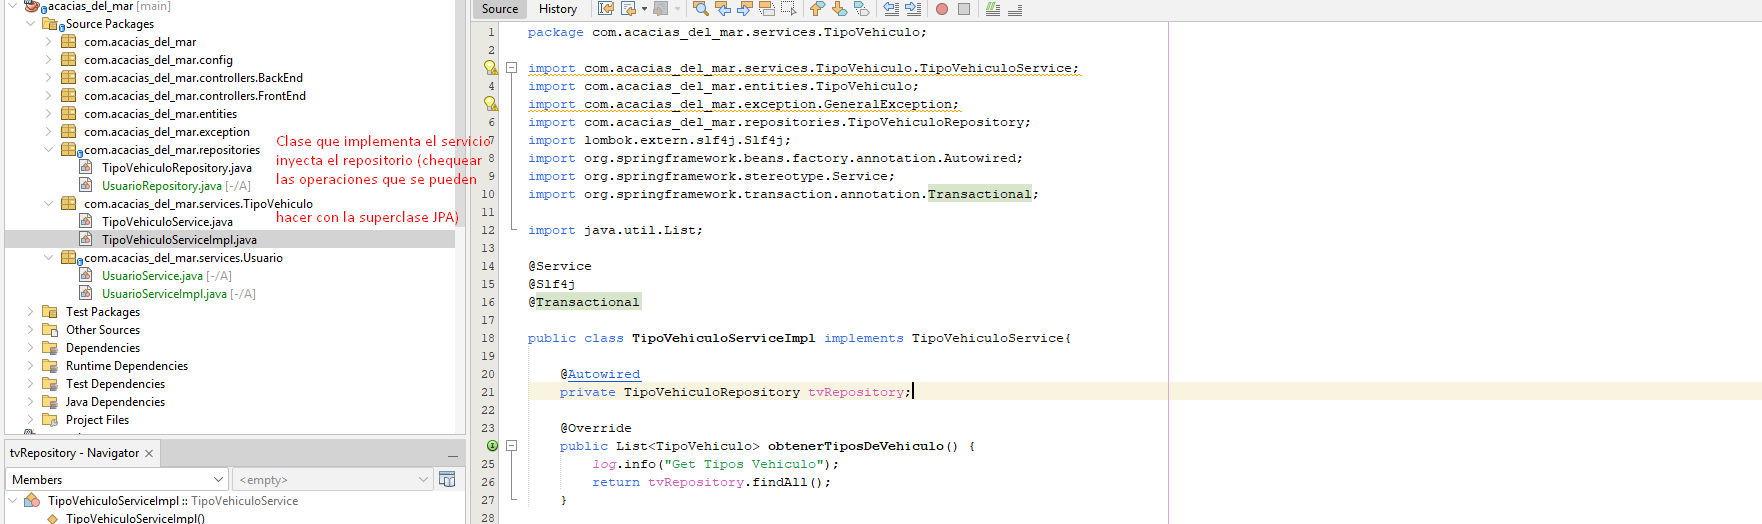 acacias_del_mar [main]
Source Packages
com.acacias_del_mar
com.acacias_del_mar.config
com.acacias_del_mar.controllers.BackEnd
com.acacias_del_mar.controllers.FrontEnd
com.acacias_del_mar.entities
com.acacias_del_mar.exception
com.acacias_del_mar.repositories
TipoVehiculoRepository.java
UsuarioRepository.java [-/A]
com.acacias_del_mar.services.TipoVehiculo
TipoVehiculoService.java
TipoVehiculoServiceImpl.java
com.acacias_del_mar.services.Usuario
UsuarioService.java [-/A]
UsuarioServiceImpl.java [-/A]
Test Packages
Other Sources
Dependencies
Runtime Dependencies
Test Dependencies
Java Dependencies
Project Files
Clase que implementa el servicio
inyecta el repositorio (chequear
las operaciones que se pueden
hacer con la superclase JPA)
tvRepository - Navigator
Members
<empty>
TipoVehiculoServiceImpl :: TipoVehiculoService
TipoVehiculoServiceImpl()
Source History
1 package com.acacias_del_mar.services.TipoVehiculo;
2
import com.acacias_del_mar.services.TipoVehiculo.TipoVehiculoService;
4 import com.acacias_del_mar.entities.TipoVehiculo;
import com.acacias_del_mar.exception.GeneralException;
6 import com.acacias_del_mar.repositories.TipoVehiculoRepository;
7 import lombok.extern.slf4j.Slf4j;
8 import org.springframework.beans.factory.annotation.Autowired;
9 import org.springframework.stereotype.Service;
10 import org.springframework.transaction.annotation.Transactional;
11
12 import java.util.List;
13
14 @Service
15 @Slf4j
16 @Transactional
17
18 public class TipoVehiculoServiceImpl implements TipoVehiculoService{
19
20 @Autowired
21 private TipoVehiculoRepository tvRepository;
22
23 @Override
public List<TipoVehiculo> obtenerTiposDeVehiculo() {
25 log.info("Get Tipos Vehiculo");
26 return tvRepository.findAll();
27 }
28